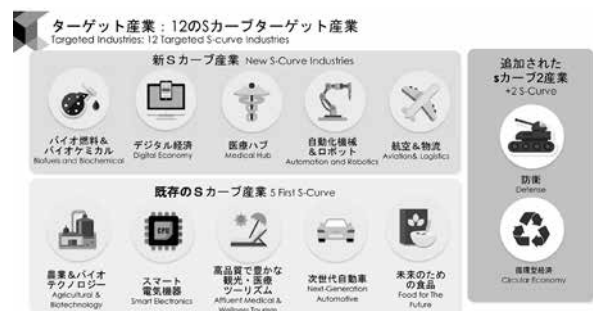 ターゲット産業：12のSカーブターゲット産業
Targeted Industries: 12 Targeted S-curve Industries
新Sカーブ産業 New S-Curve Industries
バイオ燃料&
バイオケミカル
Biofuels and Biochemical
デジタル経済
Digital Economy
医療ハブ
Medical Hub
自動化機械
&ロボット
Automation and Robotics
航空&物流
Aviation& Logistics
既存のSカーブ産業 5 First S-Curve
農業&バイオ
テクノロジー
Agricultural &
Biotechnology
CPU
スマート
電気機器
Smart Electronics
高品質で豊かな
観光・医療
ツーリズム
Affluent Medical &
Wellness Tourism
次世代自動車
Next-Generation
Automotive
未来のため
の食品
Food for The
Future
追加された
sカーブ2産業
+2 S-Curve
防衛
Defense
循環型経済
Circular Economy